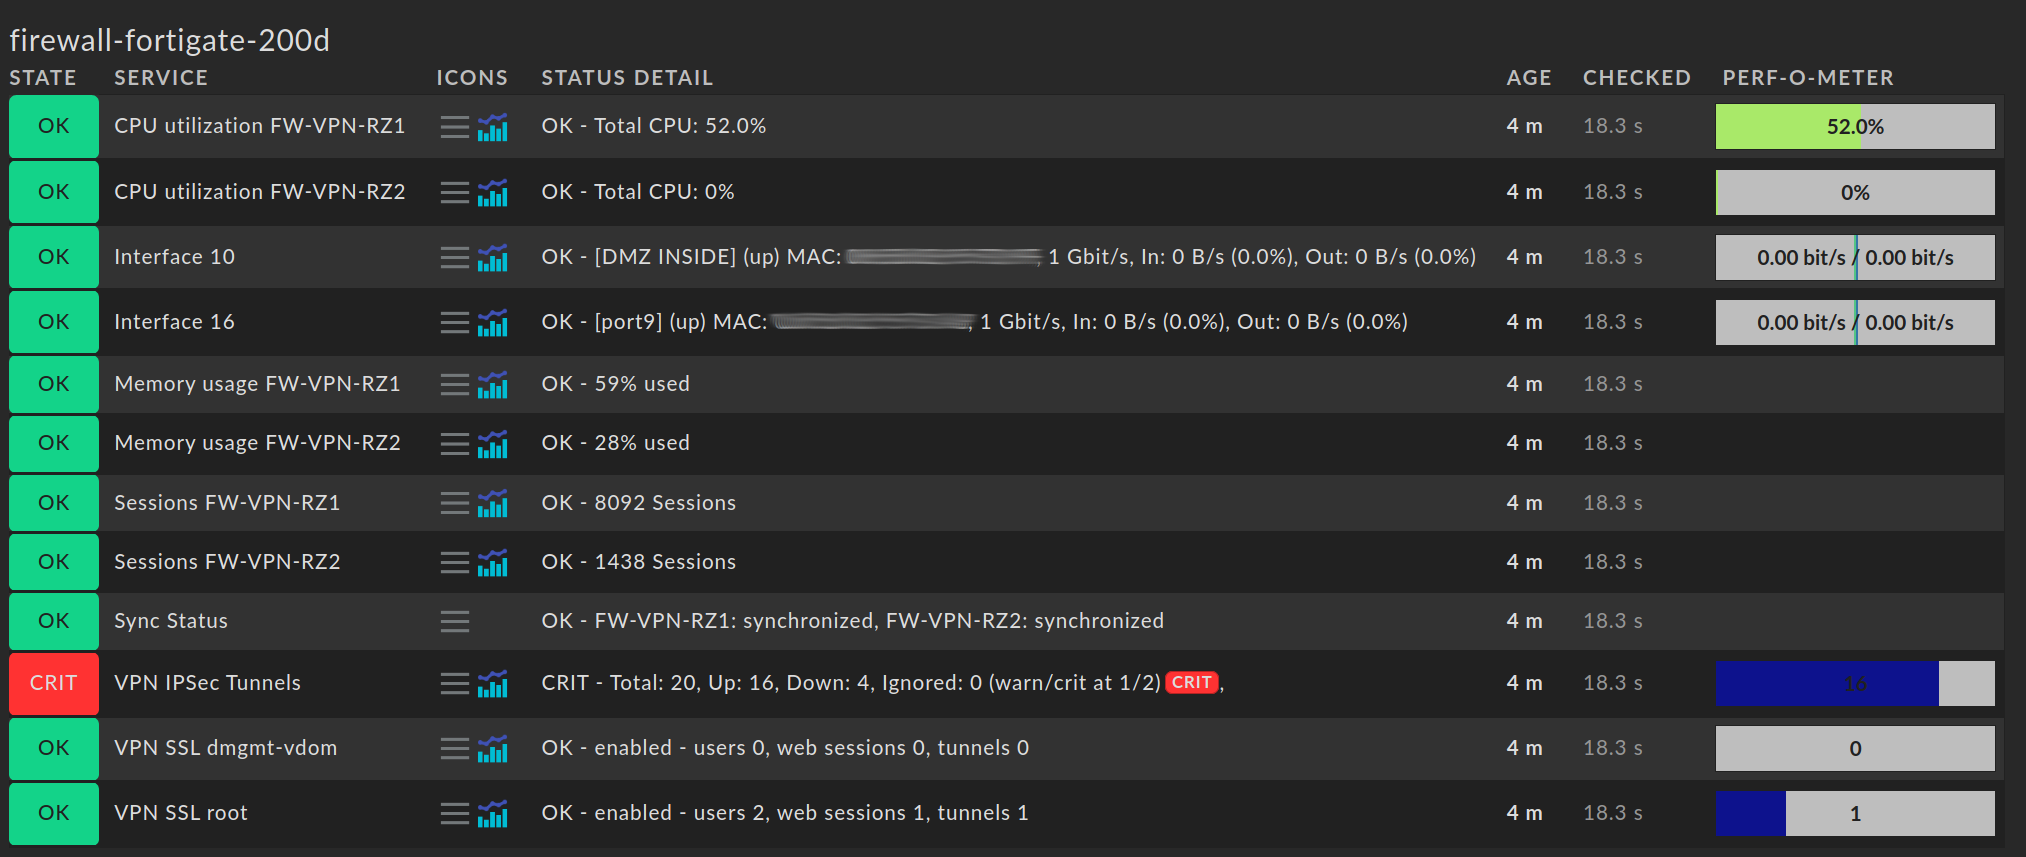 firewall-fortigate-200d
STATE SERVICE ICONS STATUS DETAIL AGE CHECKED PERF-O-METER
OK CPU utilization FW-VPN-RZ1 OK - Total CPU: 52.0% 4 m 18.3 s 52.0%
OK CPU utilization FW-VPN-RZ2 OK - Total CPU: 0% 4 m 18.3 s 0%
OK Interface 10 OK - [DMZ INSIDE] (up) MAC: , 1 Gbit/s, In: 0 B/s (0.0%), Out: 0 B/s (0.0%) 4 m 18.3 s 0.00 bit/s / 0.00 bit/s
OK Interface 16 OK - [port9] (up) MAC: , 1 Gbit/s, In: 0 B/s (0.0%), Out: 0 B/s (0.0%) 4 m 18.3 s 0.00 bit/s / 0.00 bit/s
OK Memory usage FW-VPN-RZ1 OK - 59% used 4 m 18.3 s
OK Memory usage FW-VPN-RZ2 OK - 28% used 4 m 18.3 s
OK Sessions FW-VPN-RZ1 OK - 8092 Sessions 4 m 18.3 s
OK Sessions FW-VPN-RZ2 OK - 1438 Sessions 4 m 18.3 s
OK Sync Status OK - FW-VPN-RZ1: synchronized, FW-VPN-RZ2: synchronized 4 m 18.3 s
CRIT VPN IPSec Tunnels CRIT - Total: 20, Up: 16, Down: 4, Ignored: 0 (warn/crit at 1/2) CRIT, 4 m 18.3 s 16
OK VPN SSL dmgmt-vdom OK - enabled - users 0, web sessions 0, tunnels 0 4 m 18.3 s 0
OK VPN SSL root OK - enabled - users 2, web sessions 1, tunnels 1 4 m 18.3 s 1